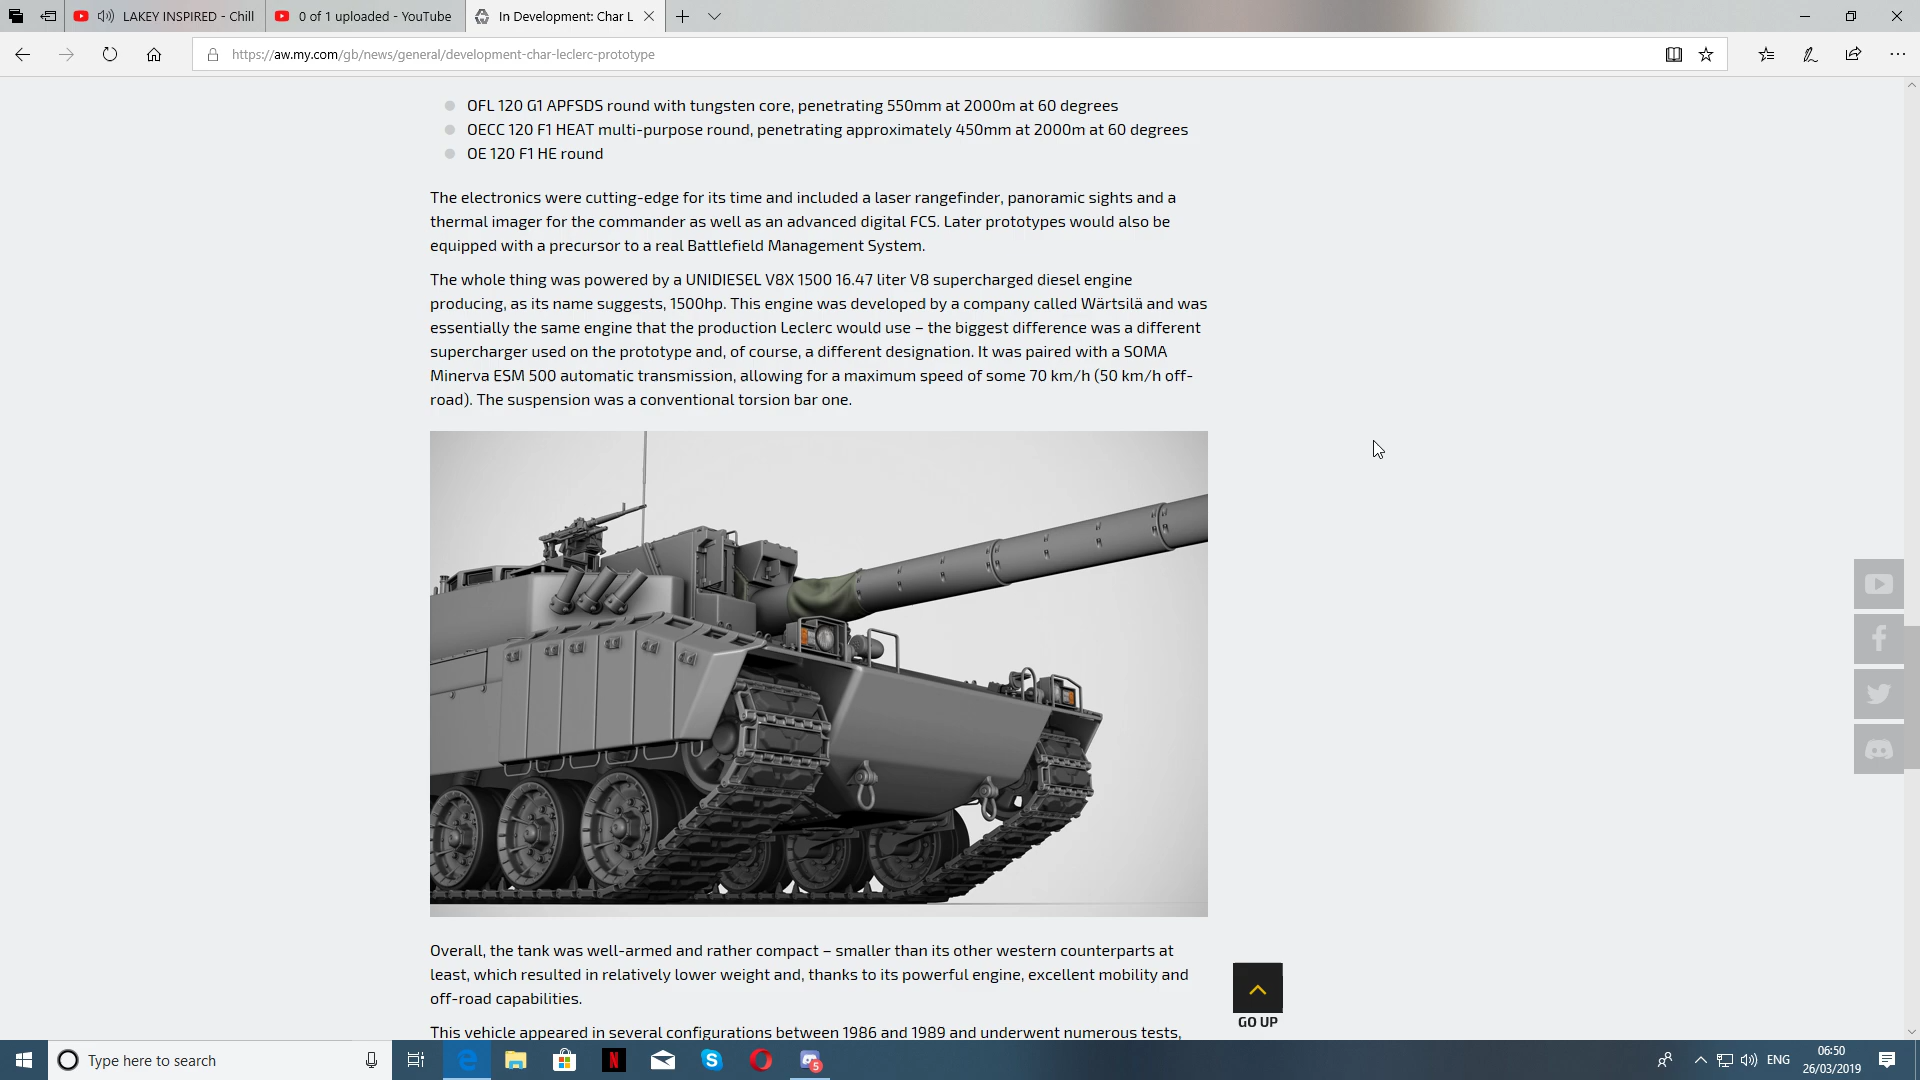 LAKEY INSPIRED - Chill
0 of 1 uploaded - YouTube
In Development: Char L
https://aw.my.com/gb/news/general/development-char-leclerc-prototype
OFL 120 G1 APFSDS round with tungsten core, penetrating 550mm at 2000m at 60 degrees
OECC 120 F1 HEAT multi-purpose round, penetrating approximately 450mm at 2000m at 60 degrees
OE 120 F1 HE round
The electronics were cutting-edge for its time and included a laser rangefinder, panoramic sights and a
thermal imager for the commander as well as an advanced digital FCS. Later prototypes would also be
equipped with a precursor to a real Battlefield Management System.
The whole thing was powered by a UNIDIESEL V8X 1500 16.47 liter V8 supercharged diesel engine
producing, as its name suggests, 1500hp. This engine was developed by a company called Wärtsilä and was
essentially the same engine that the production Leclerc would use – the biggest difference was a different
supercharger used on the prototype and, of course, a different designation. It was paired with a SOMA
Minerva ESM 500 automatic transmission, allowing for a maximum speed of some 70 km/h (50 km/h off-
road). The suspension was a conventional torsion bar one.
Overall, the tank was well-armed and rather compact – smaller than its other western counterparts at
least, which resulted in relatively lower weight and, thanks to its powerful engine, excellent mobility and
off-road capabilities.
GO UP
This vehicle appeared in several configurations between 1986 and 1989 and underwent numerous tests,
Type here to search
N
5
ENG
06:50
26/03/2019